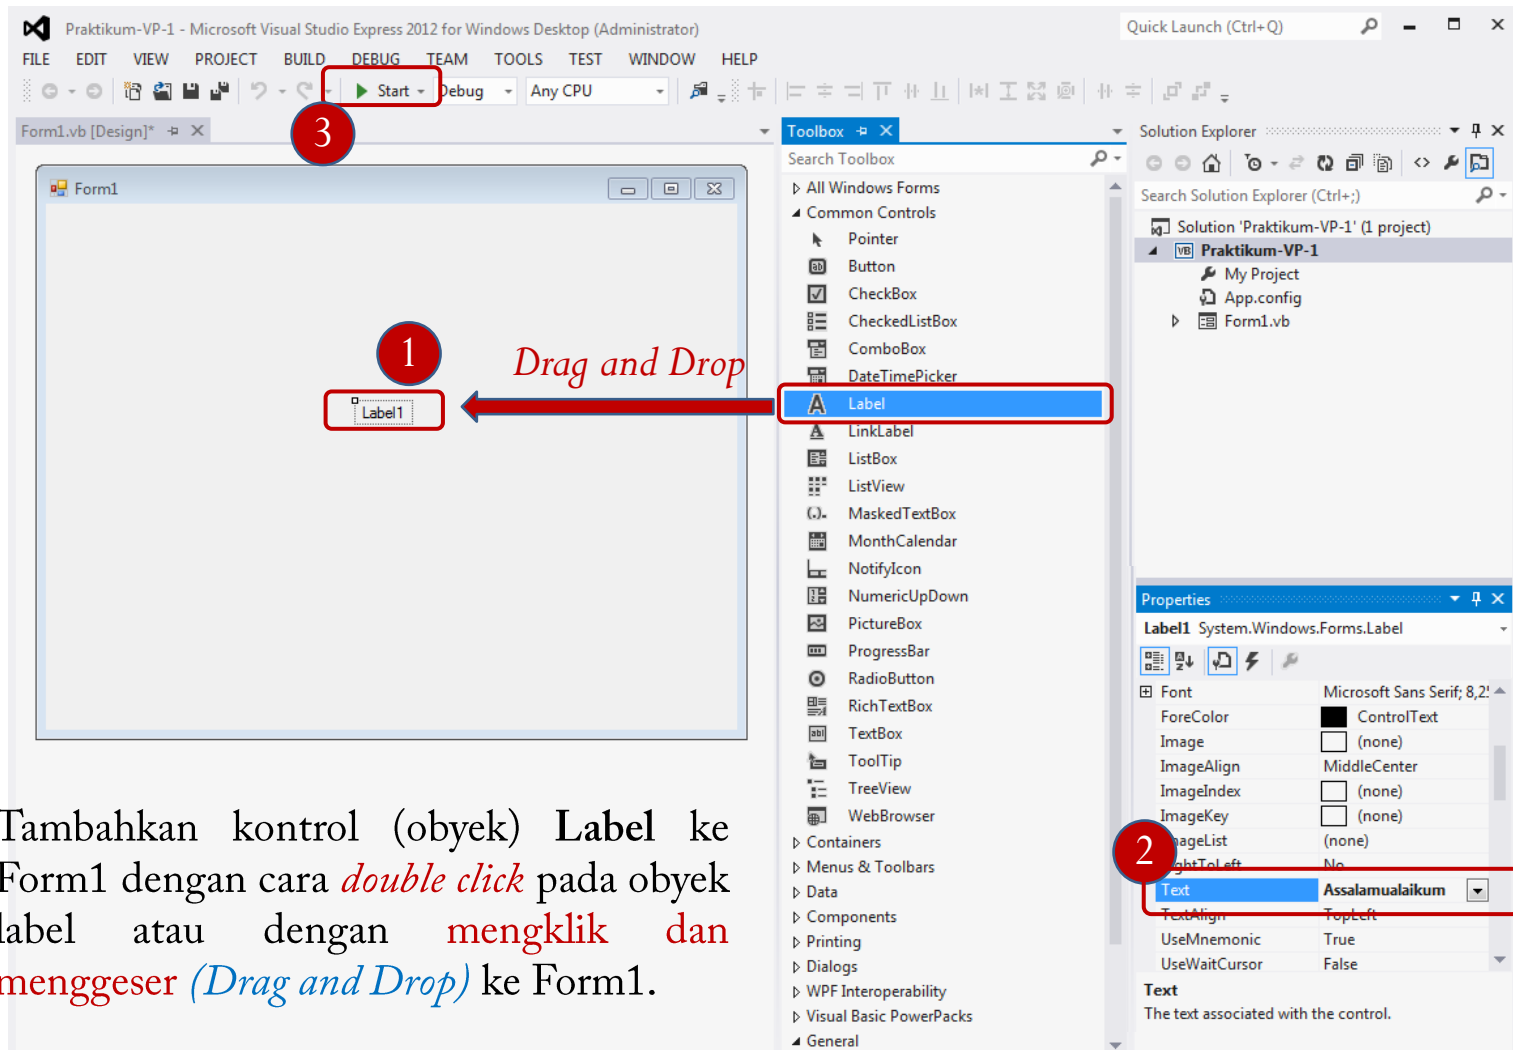 Praktikum-VP-1 - Microsoft Visual Studio Express 2012 for Windows Desktop (Administrator)
Quick Launch (Ctrl+Q)
FILE EDIT VIEW PROJECT BUILD DEBUG TEAM TOOLS TEST WINDOW HELP
Start Debug Any CPU
3
Form1.vb [Design]*
Form1
1
Label1
Drag and Drop
Tambahkan kontrol (obyek) Label ke
Form1 dengan cara double click pada obyek
label atau dengan mengklik dan
menggeser (Drag and Drop) ke Form1.
Toolbox
Search Toolbox
All Windows Forms
Common Controls
Pointer
Button
CheckBox
CheckedListBox
ComboBox
DateTimePicker
Label
LinkLabel
ListBox
ListView
MaskedTextBox
MonthCalendar
NotifyIcon
NumericUpDown
PictureBox
ProgressBar
RadioButton
RichTextBox
TextBox
ToolTip
TreeView
WebBrowser
Containers
Menus & Toolbars
Data
Components
Printing
Dialogs
WPF Interoperability
Visual Basic PowerPacks
General
Solution Explorer
Search Solution Explorer (Ctrl+;)
Solution 'Praktikum-VP-1' (1 project)
VB Praktikum-VP-1
My Project
App.config
Form1.vb
Properties
Label1 System.Windows.Forms.Label
Font Microsoft Sans Serif; 8,2
ForeColor ControlText
Image (none)
ImageAlign MiddleCenter
ImageIndex (none)
ImageKey (none)
2
ageList (none)
ghtToLeft No
Text Assalamualaikum
TextAlign TopLeft
UseMnemonic True
UseWaitCursor False
Text
The text associated with the control.